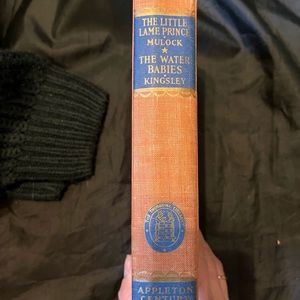 THE LITTLE
LAME PRINCE
MULOCK
THE WATER
BABIES
KINGSLEY
APPLETON
CENTURY